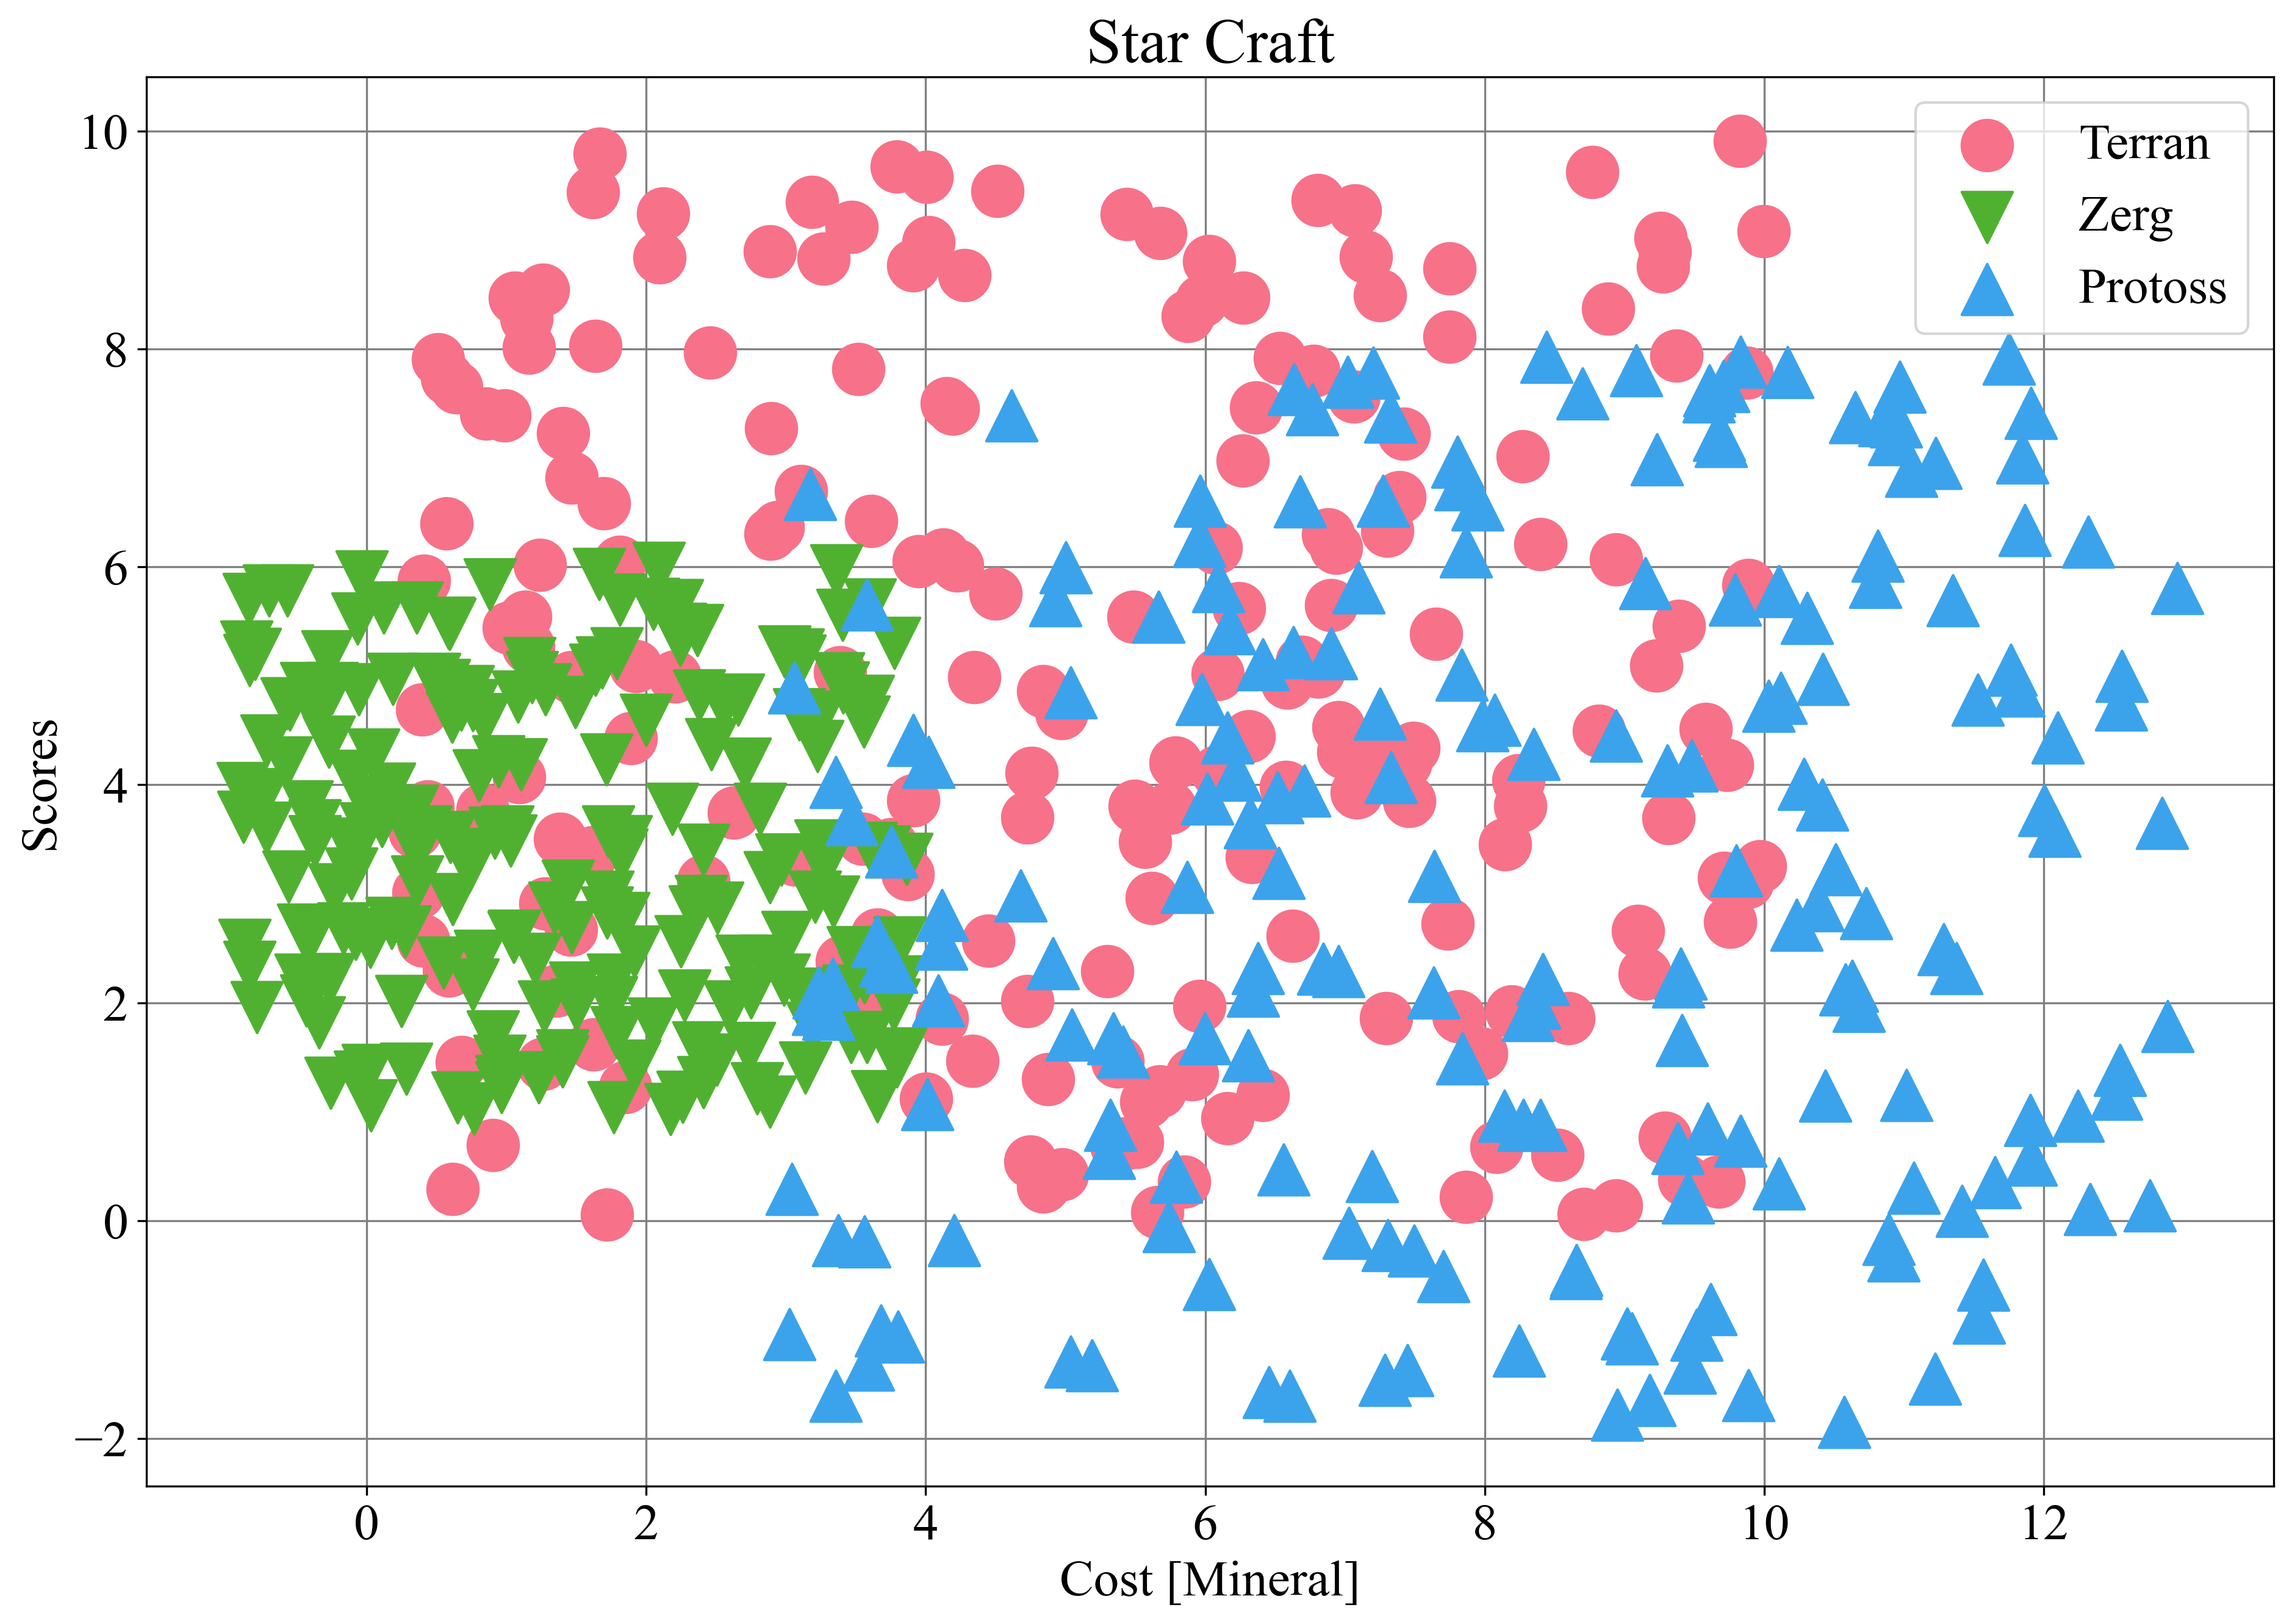 Star Craft
Terran
Zerg
Protoss
10
8
6
4
2
0
−2
Scores
0 2 4 6 8 10 12
Cost [Mineral]